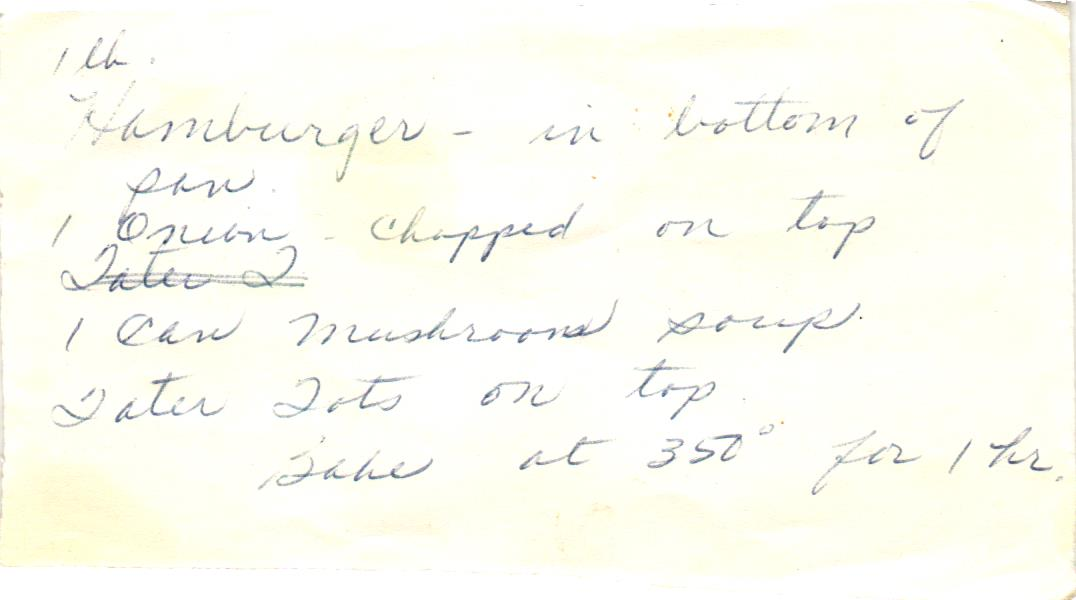 1 lb.
Hamburger - in bottom of
pan.
1 Onion - chopped on top
Tater T
1 Can Mushroom soup.
Tater Tots on top.
Bake at 350° for 1 hr.